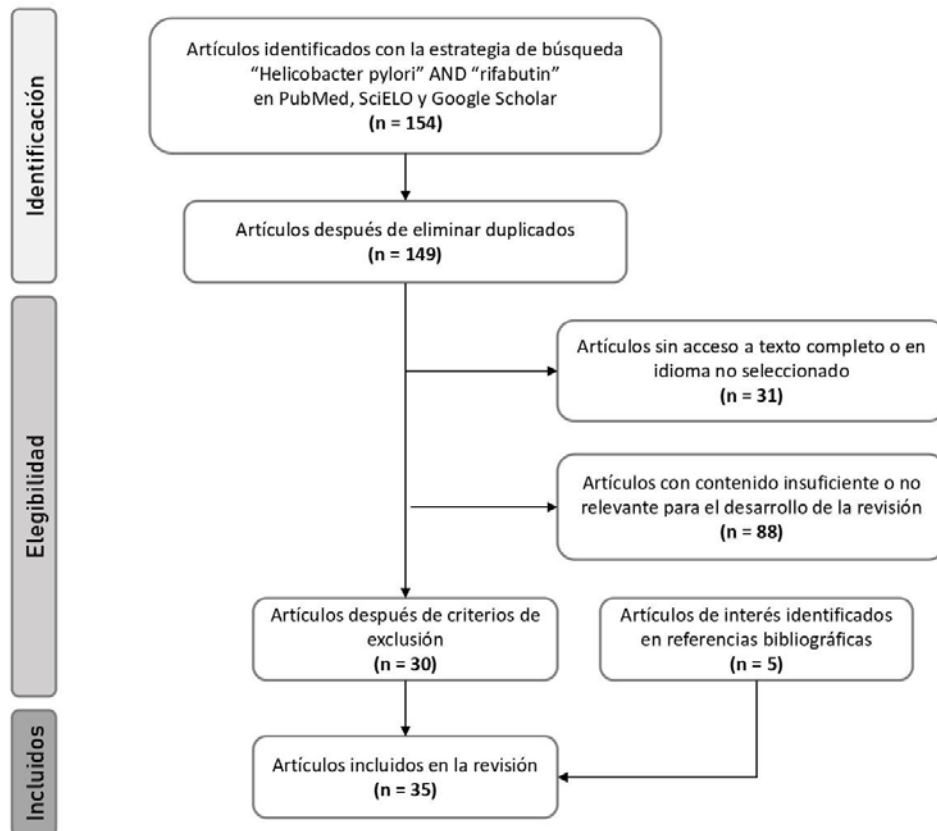 Identificación
Artículos identificados con la estrategia de búsqueda
“Helicobacter pylori” AND “rifabutin”
en PubMed, SciELO y Google Scholar
(n = 154)
Artículos después de eliminar duplicados
(n = 149)
Elegibilidad
Artículos sin acceso a texto completo o en
idioma no seleccionado
(n = 31)
Artículos con contenido insuficiente o no
relevante para el desarrollo de la revisión
(n = 88)
Artículos después de criterios de
exclusión
(n = 30)
Artículos de interés identificados
en referencias bibliográficas
(n = 5)
Incluidos
Artículos incluidos en la revisión
(n = 35)